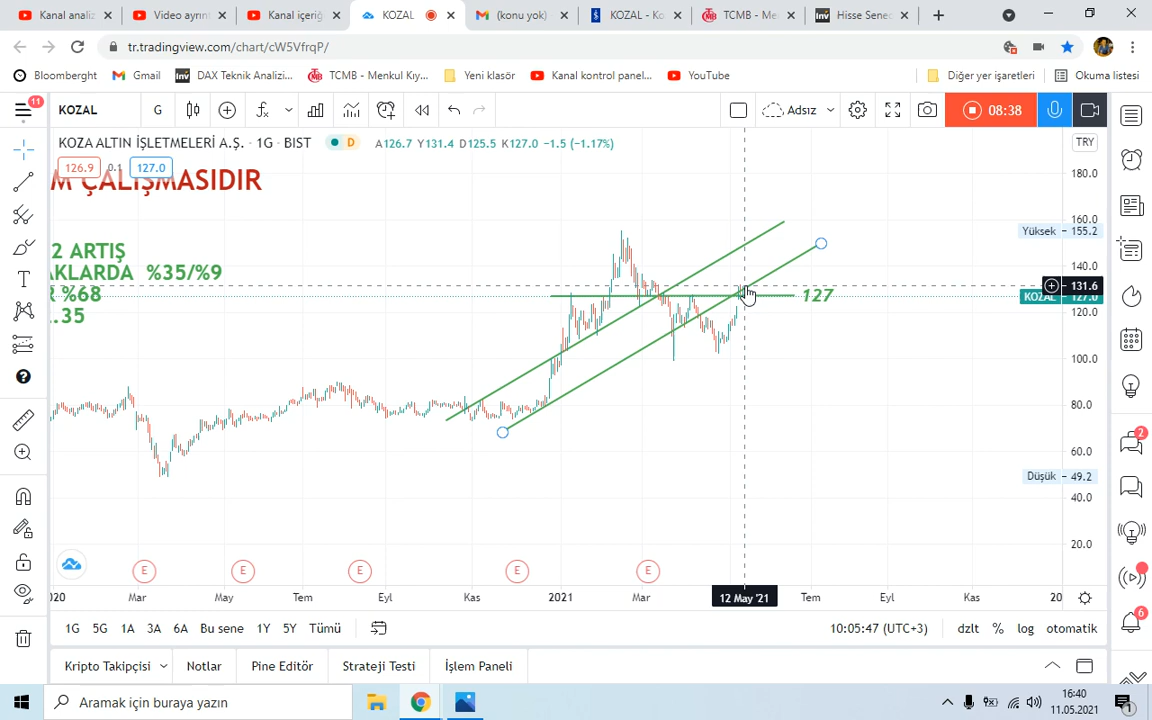 Kanal analizi
Video ayrınt
Kanal içeriğ
KOZAL
(konu yok)
KOZAL - Ko
TCMB - Me
Hisse Senec
tr.tradingview.com/chart/cW5VfrqP/
Bloomberght
Gmail
DAX Teknik Analizi...
TCMB - Menkul Kıy...
Yeni klasör
Kanal kontrol panel...
YouTube
Diğer yer işaretleri
Okuma listesi
11
KOZAL
G
Adsız
08:38
KOZA ALTIN İŞLETMELERİ A.Ş. · 1G · BIST
D
A126.7 Y131.4 D125.5 K127.0 −1.5 (−1.17%)
TRY
126.9
0.1
127.0
M ÇALIŞMASIDIR
2 ARTIŞ
AKLARDA %35/%9
R %68
.35
127
180.0
160.0
Yüksek
155.2
140.0
131.6
KOZAL
127.0
120.0
100.0
80.0
60.0
Düşük
49.2
40.0
20.0
E
E
E
E
E
2020
Mar
May
Tem
Eyl
Kas
2021
Mar
12 May '21
Tem
Eyl
Kas
20
1G
5G
1A
3A
6A
Bu sene
1Y
5Y
Tümü
10:05:47 (UTC+3)
dzlt
%
log
otomatik
Kripto Takipçisi
Notlar
Pine Editör
Strateji Testi
İşlem Paneli
2
6
Aramak için buraya yazın
16:40
11.05.2021
1